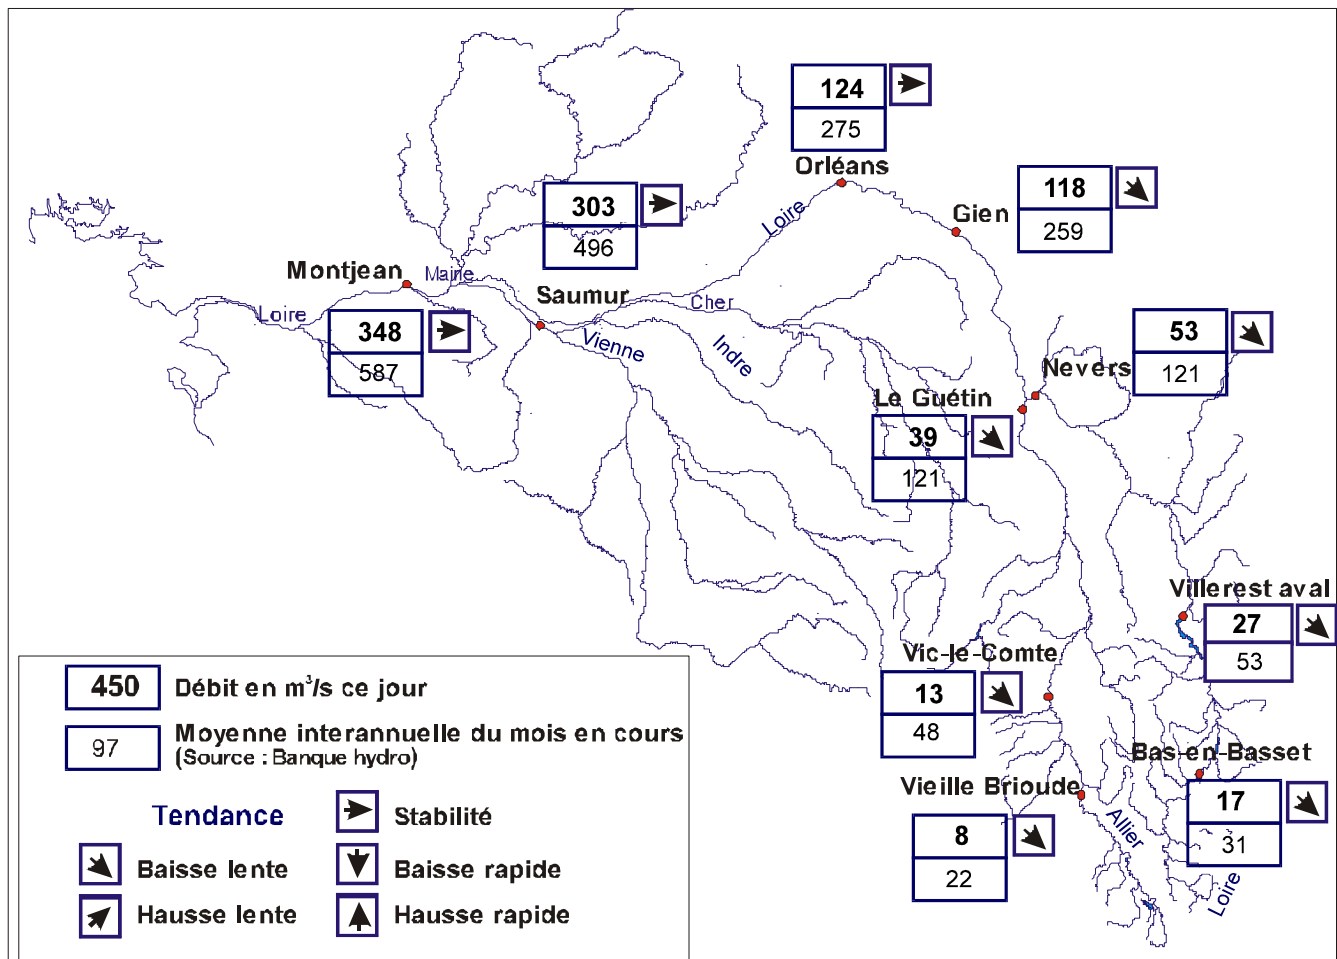 124
275
Orléans
118
259
Gien
303
496
Loire
Montjean
Maine
Saumur
Cher
Loire
348
587
Vienne
Indre
53
121
Nevers
Le Guétin
39
121
Villerest aval
27
53
Vic-le-Comte
13
48
Bas-en-Basset
17
31
Vieille Brioude
8
22
Allier
Loire
450 Débit en m³/s ce jour
97 Moyenne interannuelle du mois en cours
(Source : Banque hydro)
Tendance
Stabilité
Baisse lente
Baisse rapide
Hausse lente
Hausse rapide